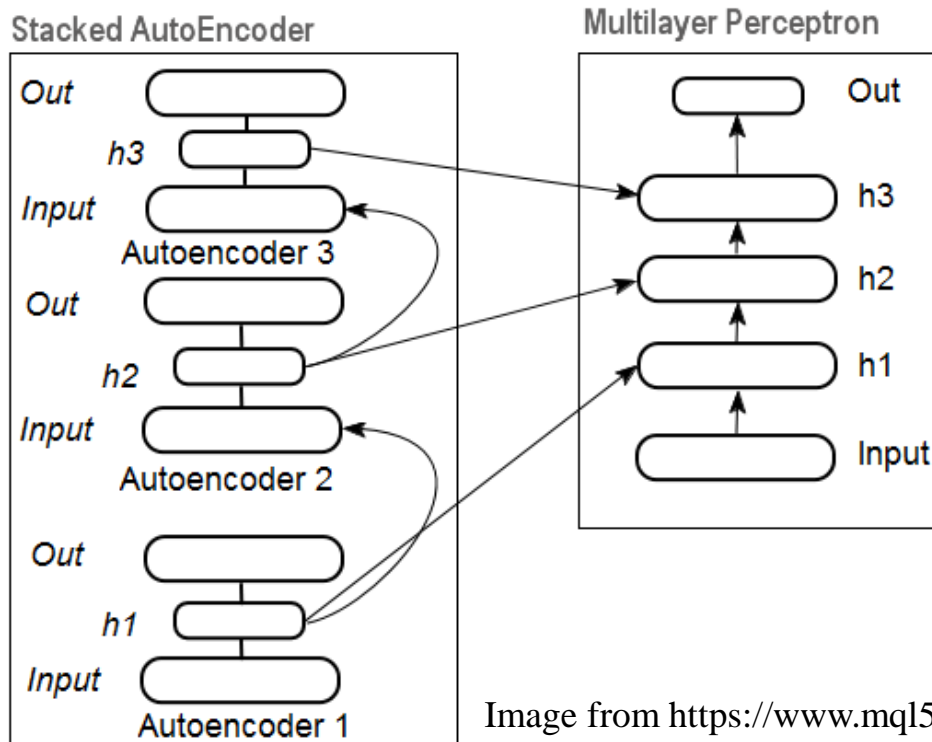 Stacked AutoEncoder
Out
h3
Input
Autoencoder 3
Out
h2
Input
Autoencoder 2
Out
h1
Input
Autoencoder 1
Multilayer Perceptron
Out
h3
h2
h1
Input
Image from https://www.mql5